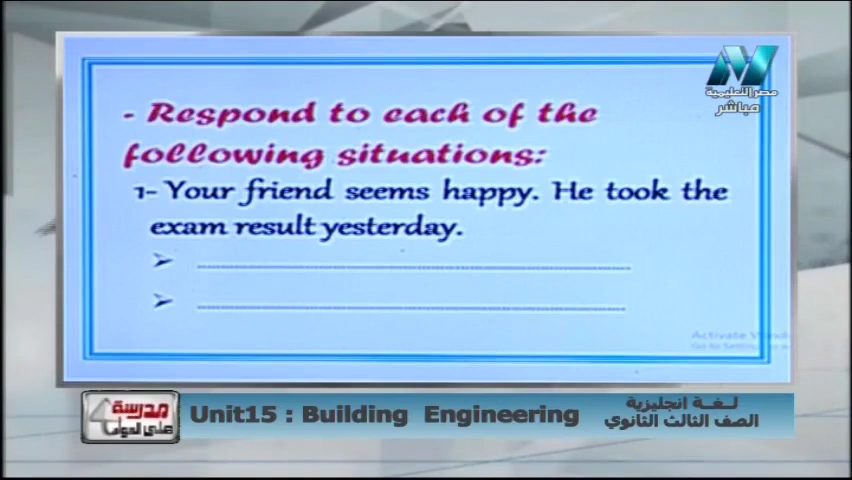 مصر التعليمية
مباشر
- Respond to each of the
following situations:
1- Your friend seems happy. He took the
exam result yesterday.
Unit15 : Building Engineering
لـغـــة انجليزية
الصف الثالث الثانوي
مدرسة
على الهواء